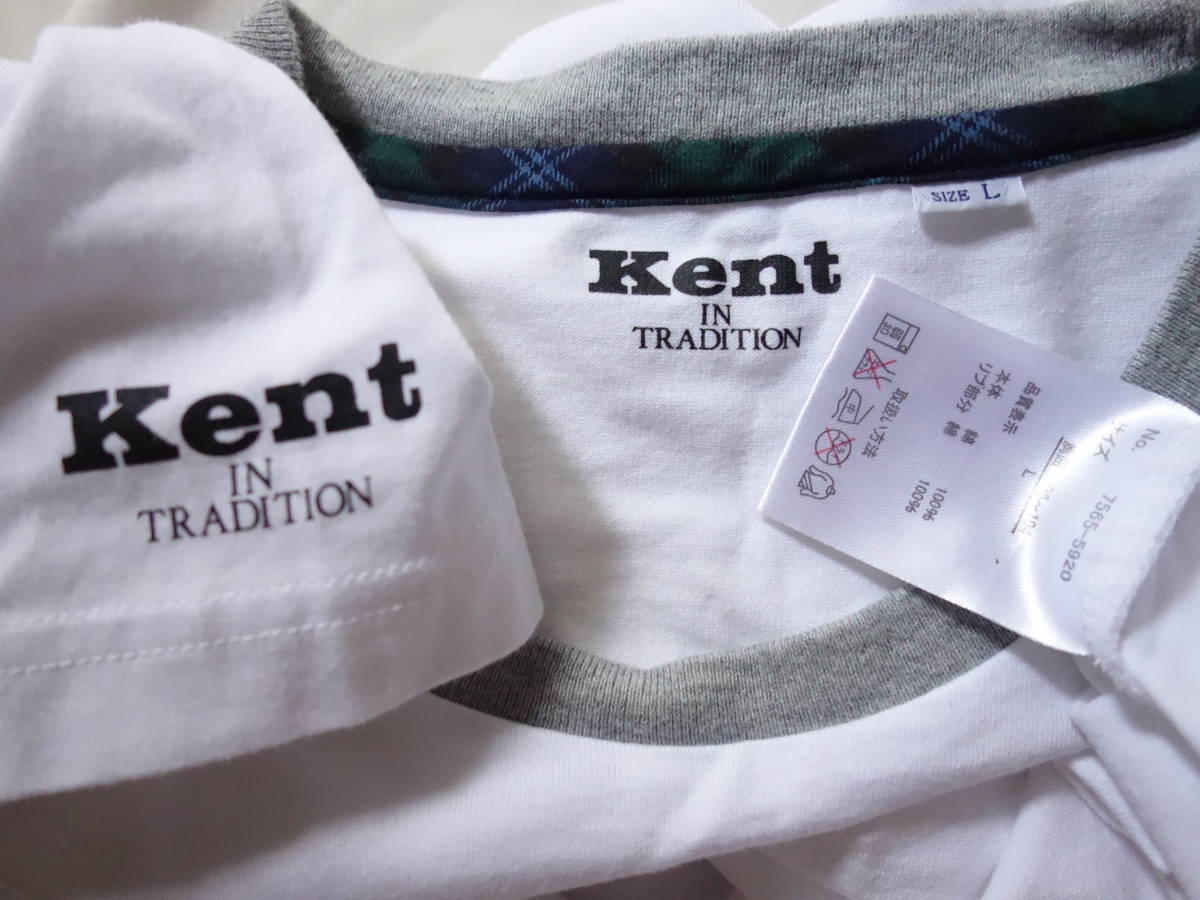 Kent
IN
TRADITION
SIZE L
Kent
IN
TRADITION
No. 7565-5920
サイズ L
品質表示
本体 綿 100%
リブ部分 綿 100%
取扱い方法